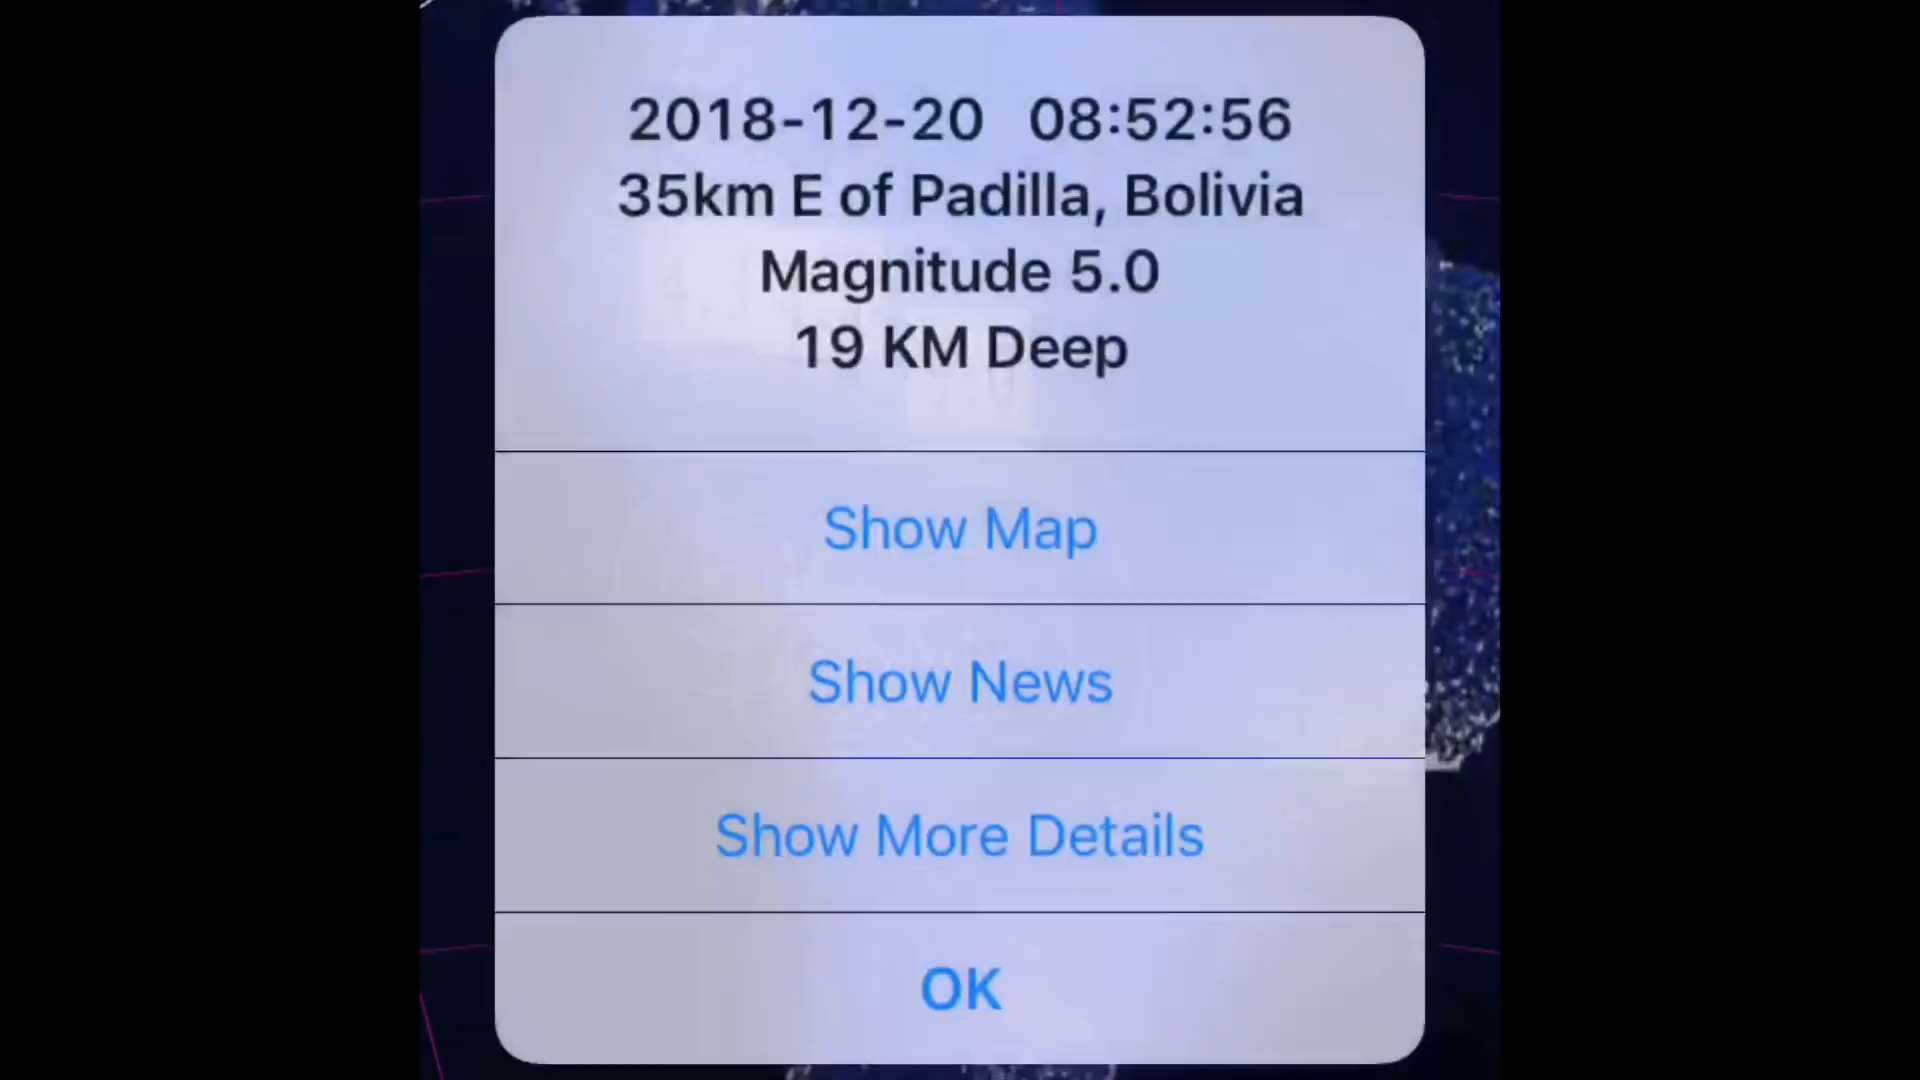 2018-12-20 08:52:56
35km E of Padilla, Bolivia
Magnitude 5.0
19 KM Deep
Show Map
Show News
Show More Details
OK